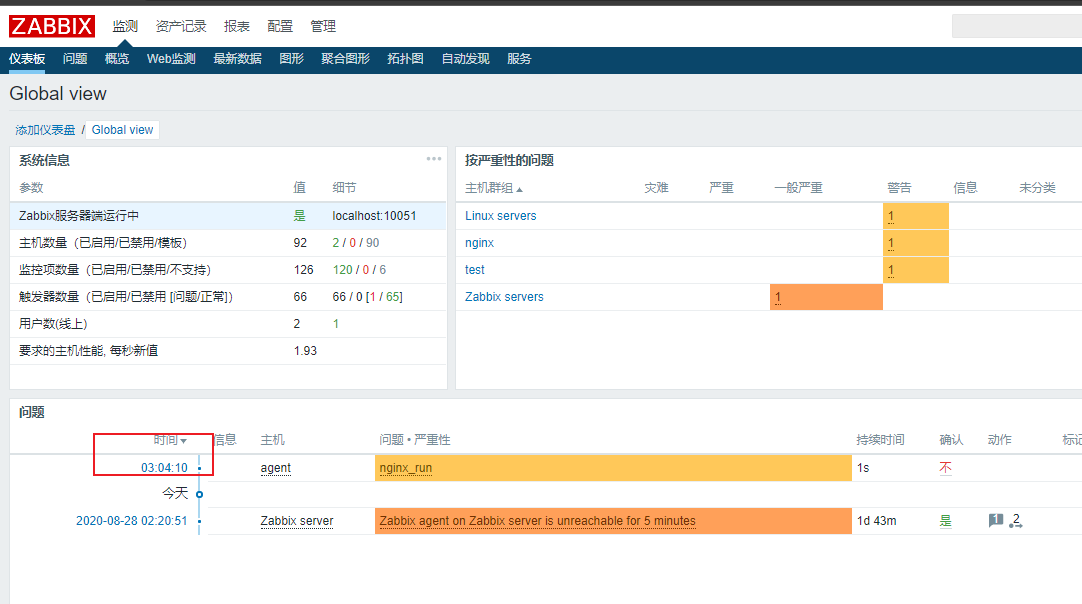 ZABBIX 监测 资产记录 报表 配置 管理
仪表板 问题 概览 Web监测 最新数据 图形 聚合图形 拓扑图 自动发现 服务
Global view
添加仪表盘 / Global view
系统信息
参数 值 细节
Zabbix服务器端运行中 是 localhost:10051
主机数量（已启用/已禁用/模板） 92 2 / 0 / 90
监控项数量（已启用/已禁用/不支持） 126 120 / 0 / 6
触发器数量（已启用/已禁用 [问题/正常]） 66 66 / 0 [1 / 65]
用户数(线上) 2 1
要求的主机性能, 每秒新值 1.93
按严重性的问题
主机群组 灾难 严重 一般严重 警告 信息 未分类
Linux servers 1
nginx 1
test 1
Zabbix servers 1
问题
时间 信息 主机 问题 • 严重性 持续时间 确认 动作 标记
03:04:10 agent nginx_run 1s 不
今天
2020-08-28 02:20:51 Zabbix server Zabbix agent on Zabbix server is unreachable for 5 minutes 1d 43m 是 1 2